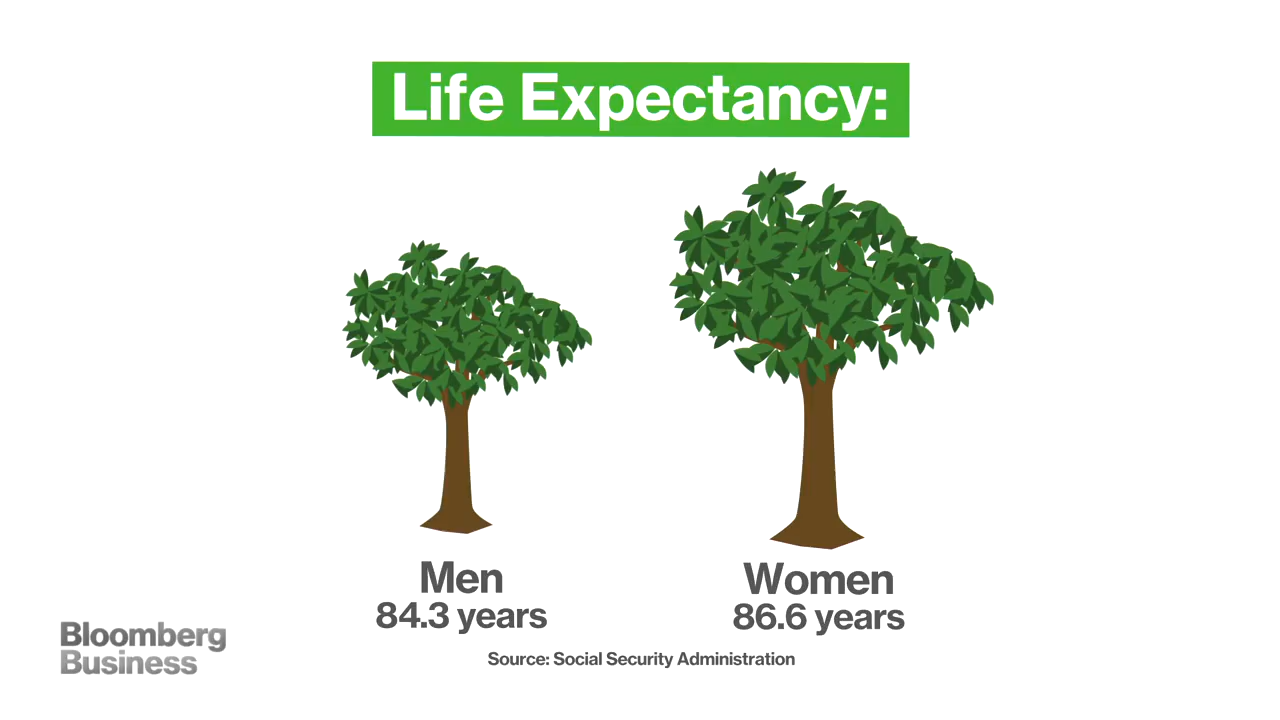 Life Expectancy:
Men
84.3 years
Women
86.6 years
Source: Social Security Administration
Bloomberg
Business